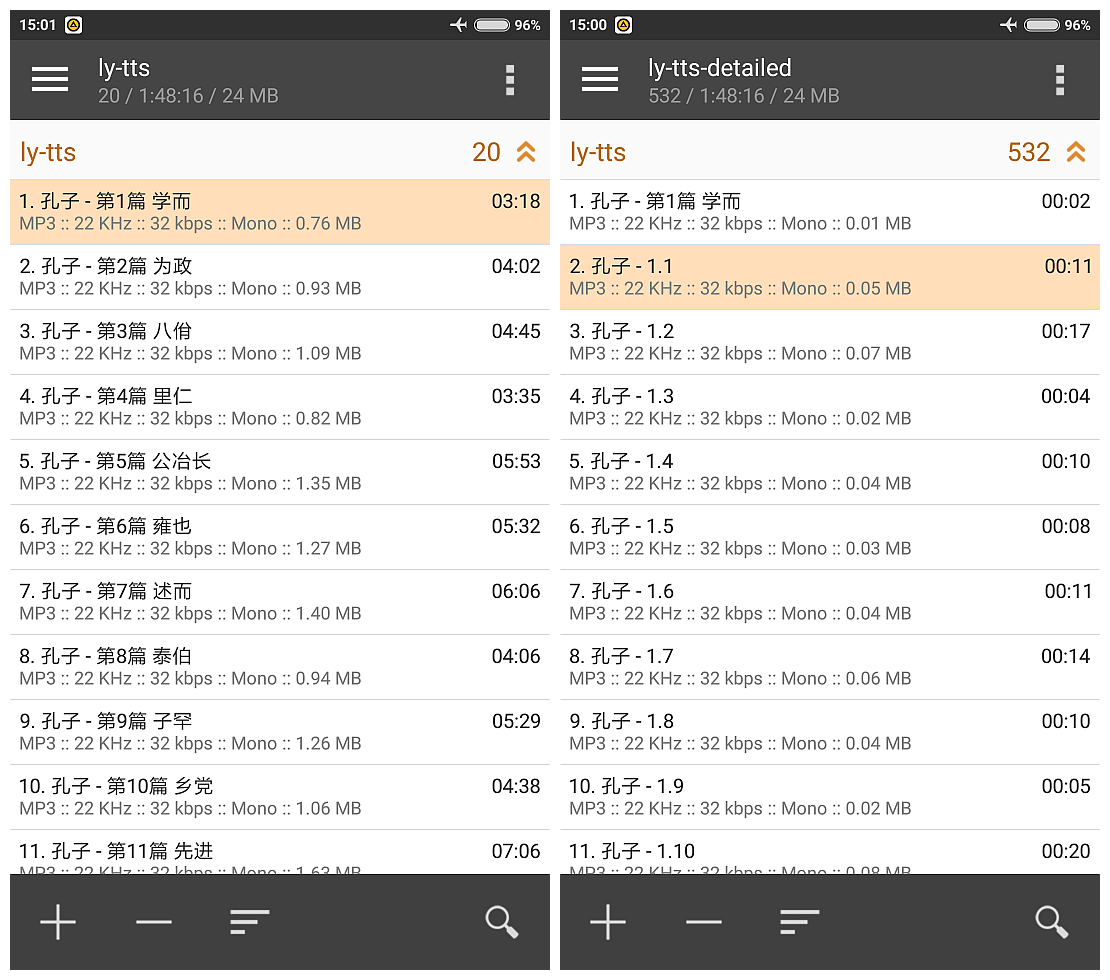 15:01
96%
ly-tts
20 / 1:48:16 / 24 MB
ly-tts
20
1. 孔子 - 第1篇 学而
03:18
MP3 :: 22 KHz :: 32 kbps :: Mono :: 0.76 MB
2. 孔子 - 第2篇 为政
04:02
MP3 :: 22 KHz :: 32 kbps :: Mono :: 0.93 MB
3. 孔子 - 第3篇 八佾
04:45
MP3 :: 22 KHz :: 32 kbps :: Mono :: 1.09 MB
4. 孔子 - 第4篇 里仁
03:35
MP3 :: 22 KHz :: 32 kbps :: Mono :: 0.82 MB
5. 孔子 - 第5篇 公冶长
05:53
MP3 :: 22 KHz :: 32 kbps :: Mono :: 1.35 MB
6. 孔子 - 第6篇 雍也
05:32
MP3 :: 22 KHz :: 32 kbps :: Mono :: 1.27 MB
7. 孔子 - 第7篇 述而
06:06
MP3 :: 22 KHz :: 32 kbps :: Mono :: 1.40 MB
8. 孔子 - 第8篇 泰伯
04:06
MP3 :: 22 KHz :: 32 kbps :: Mono :: 0.94 MB
9. 孔子 - 第9篇 子罕
05:29
MP3 :: 22 KHz :: 32 kbps :: Mono :: 1.26 MB
10. 孔子 - 第10篇 乡党
04:38
MP3 :: 22 KHz :: 32 kbps :: Mono :: 1.06 MB
11. 孔子 - 第11篇 先进
07:06
MP3 :: 22 KHz :: 32 kbps :: Mono :: 1.63 MB
15:00
96%
ly-tts-detailed
532 / 1:48:16 / 24 MB
ly-tts
532
1. 孔子 - 第1篇 学而
00:02
MP3 :: 22 KHz :: 32 kbps :: Mono :: 0.01 MB
2. 孔子 - 1.1
00:11
MP3 :: 22 KHz :: 32 kbps :: Mono :: 0.05 MB
3. 孔子 - 1.2
00:17
MP3 :: 22 KHz :: 32 kbps :: Mono :: 0.07 MB
4. 孔子 - 1.3
00:04
MP3 :: 22 KHz :: 32 kbps :: Mono :: 0.02 MB
5. 孔子 - 1.4
00:10
MP3 :: 22 KHz :: 32 kbps :: Mono :: 0.04 MB
6. 孔子 - 1.5
00:08
MP3 :: 22 KHz :: 32 kbps :: Mono :: 0.03 MB
7. 孔子 - 1.6
00:11
MP3 :: 22 KHz :: 32 kbps :: Mono :: 0.04 MB
8. 孔子 - 1.7
00:14
MP3 :: 22 KHz :: 32 kbps :: Mono :: 0.06 MB
9. 孔子 - 1.8
00:10
MP3 :: 22 KHz :: 32 kbps :: Mono :: 0.04 MB
10. 孔子 - 1.9
00:05
MP3 :: 22 KHz :: 32 kbps :: Mono :: 0.02 MB
11. 孔子 - 1.10
00:20
MP3 :: 22 KHz :: 32 kbps :: Mono :: 0.08 MB